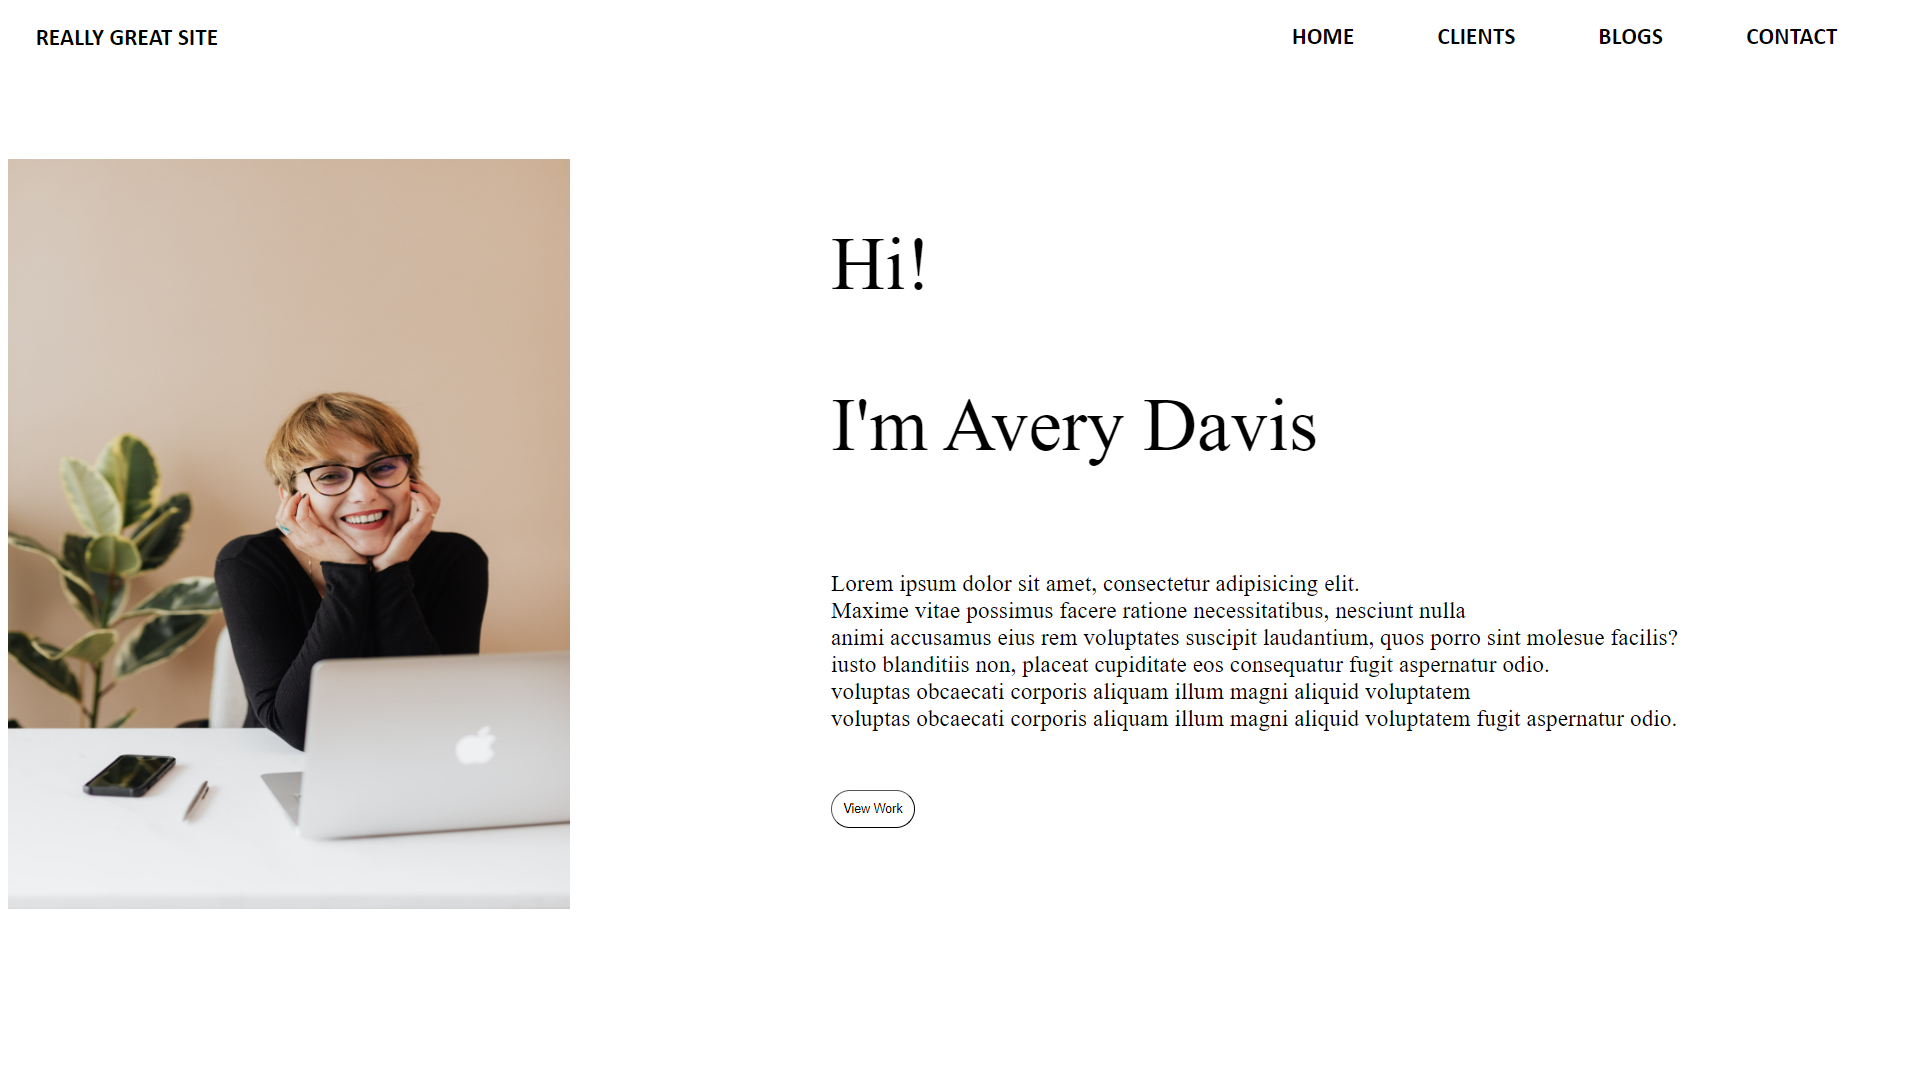 REALLY GREAT SITE
HOME CLIENTS BLOGS CONTACT
Hi!
I'm Avery Davis
Lorem ipsum dolor sit amet, consectetur adipisicing elit.
Maxime vitae possimus facere ratione necessitatibus, nesciunt nulla
animi accusamus eius rem voluptates suscipit laudantium, quos porro sint molesue facilis?
iusto blanditiis non, placeat cupiditate eos consequatur fugit aspernatur odio.
voluptas obcaecati corporis aliquam illum magni aliquid voluptatem
voluptas obcaecati corporis aliquam illum magni aliquid voluptatem fugit aspernatur odio.
View Work